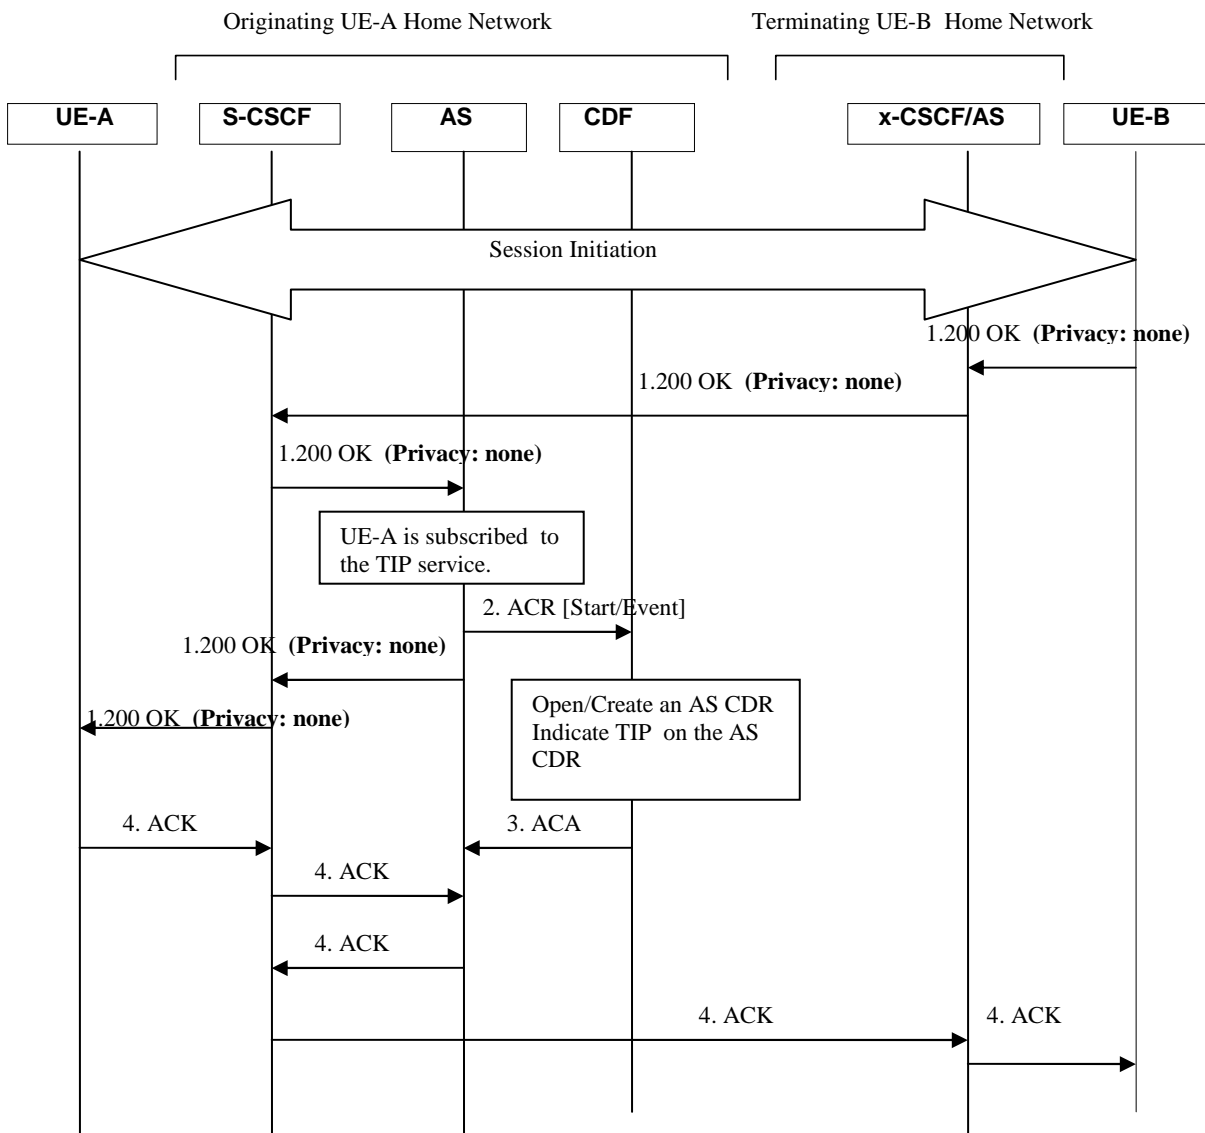 Originating UE-A Home Network
Terminating UE-B Home Network
UE-A
S-CSCF
AS
CDF
x-CSCF/AS
UE-B
Session Initiation
1.200 OK (Privacy: none)
1.200 OK (Privacy: none)
1.200 OK (Privacy: none)
UE-A is subscribed to
the TIP service.
2. ACR [Start/Event]
1.200 OK (Privacy: none)
Open/Create an AS CDR
Indicate TIP on the AS
CDR
1.200 OK (Privacy: none)
4. ACK
3. ACA
4. ACK
4. ACK
4. ACK
4. ACK